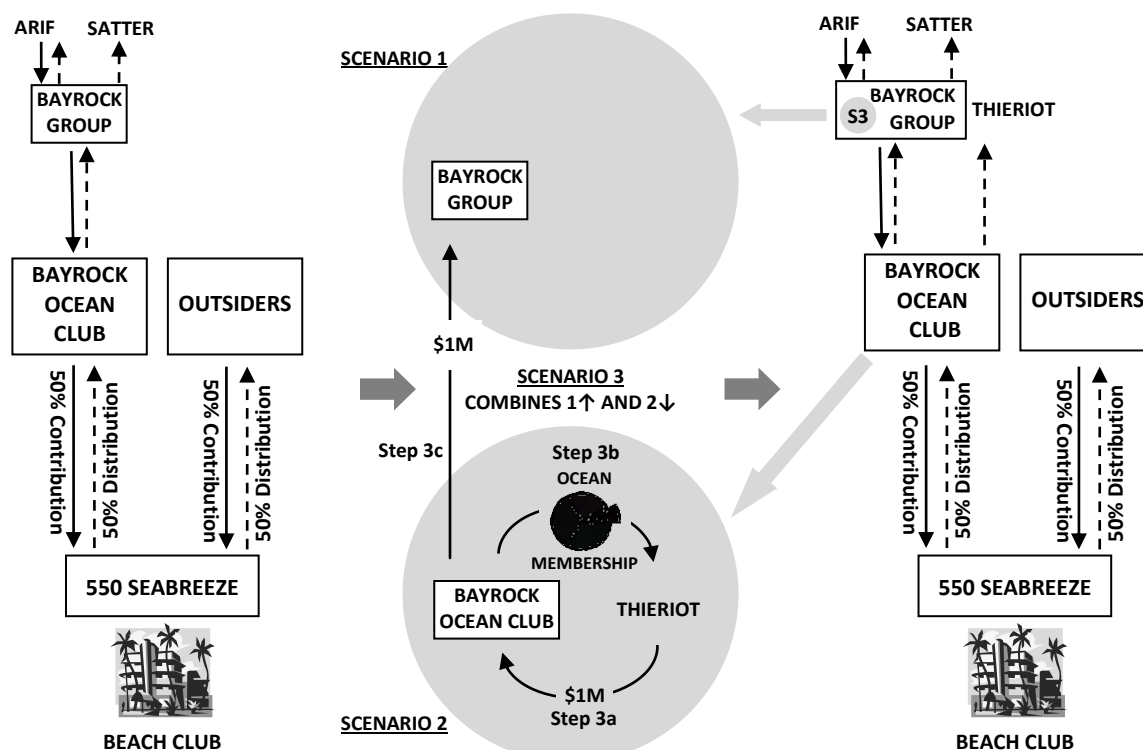 ARIF SATTER
BAYROCK
GROUP
BAYROCK
OCEAN
CLUB
OUTSIDERS
50% Contribution
50% Distribution
50% Contribution
50% Distribution
550 SEABREEZE
BEACH CLUB
SCENARIO 1
BAYROCK
GROUP
$1M
SCENARIO 3
COMBINES 1↑ AND 2↓
Step 3c
Step 3b
OCEAN
MEMBERSHIP
BAYROCK
OCEAN CLUB
THIERIOT
$1M
Step 3a
SCENARIO 2
ARIF SATTER
S3
BAYROCK
GROUP
THIERIOT
BAYROCK
OCEAN
CLUB
OUTSIDERS
50% Contribution
50% Distribution
50% Contribution
50% Distribution
550 SEABREEZE
BEACH CLUB